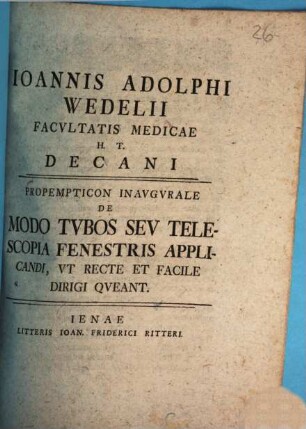 26
IOANNIS ADOLPHI
WEDELII
FACVLTATIS MEDICAE
H. T.
DECANI
PROPEMPTICON INAVGVRALE
DE
MODO TVBOS SEV TELE-
SCOPIA FENESTRIS APPLI-
CANDI, VT RECTE ET FACILE
DIRIGI QVEANT.
IENAE
LITTERIS IOAN. FRIDERICI RITTERI.